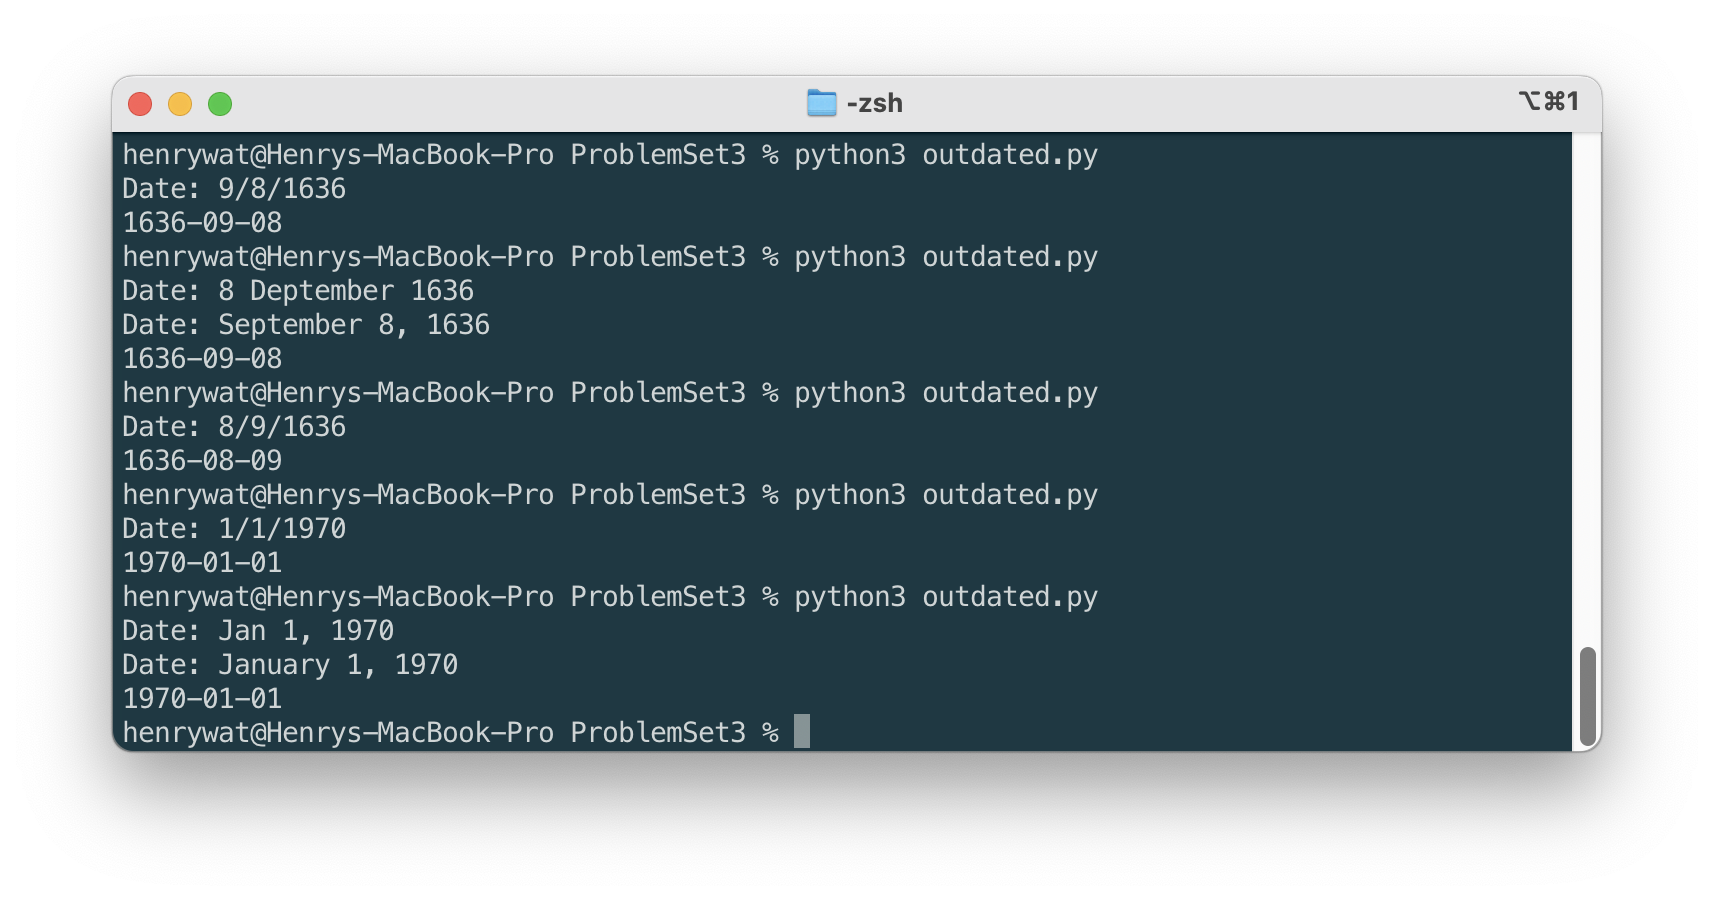 -zsh
⌥⌘1
henrywat@Henrys-MacBook-Pro ProblemSet3 % python3 outdated.py
Date: 9/8/1636
1636-09-08
henrywat@Henrys-MacBook-Pro ProblemSet3 % python3 outdated.py
Date: 8 Deptember 1636
Date: September 8, 1636
1636-09-08
henrywat@Henrys-MacBook-Pro ProblemSet3 % python3 outdated.py
Date: 8/9/1636
1636-08-09
henrywat@Henrys-MacBook-Pro ProblemSet3 % python3 outdated.py
Date: 1/1/1970
1970-01-01
henrywat@Henrys-MacBook-Pro ProblemSet3 % python3 outdated.py
Date: Jan 1, 1970
Date: January 1, 1970
1970-01-01
henrywat@Henrys-MacBook-Pro ProblemSet3 %